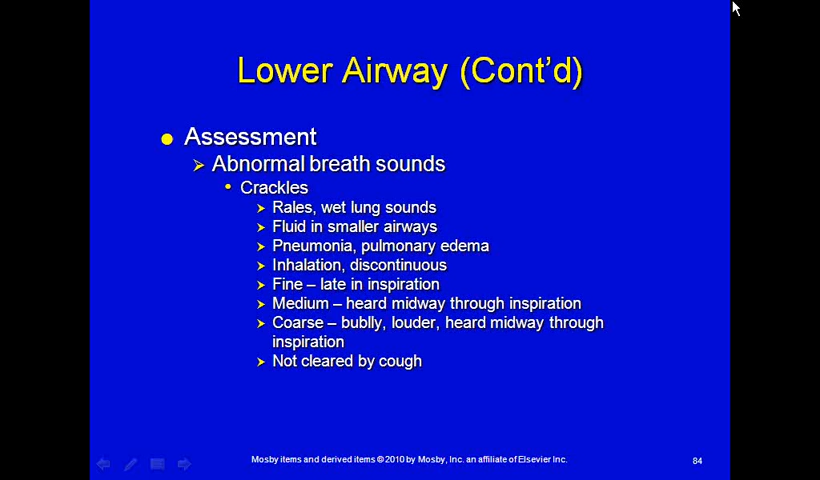 Lower Airway (Cont’d)
Assessment
Abnormal breath sounds
Crackles
Rales, wet lung sounds
Fluid in smaller airways
Pneumonia, pulmonary edema
Inhalation, discontinuous
Fine – late in inspiration
Medium – heard midway through inspiration
Coarse – bublly, louder, heard midway through
inspiration
Not cleared by cough
Mosby items and derived items © 2010 by Mosby, Inc. an affiliate of Elsevier Inc.
84